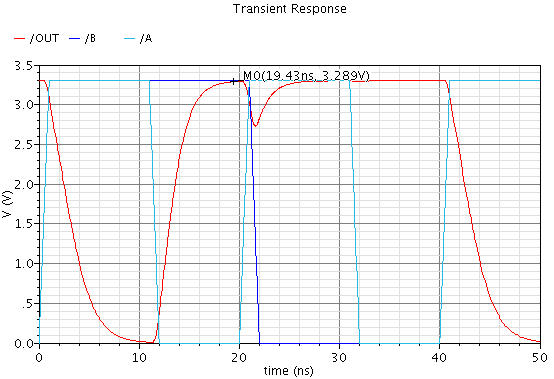 Transient Response
/OUT /B /A
M0(19.43ns, 3.289V)
3.5
3.0
2.5
2.0
1.5
1.0
.5
0.0
V (V)
0 10 20 30 40 50
time (ns)